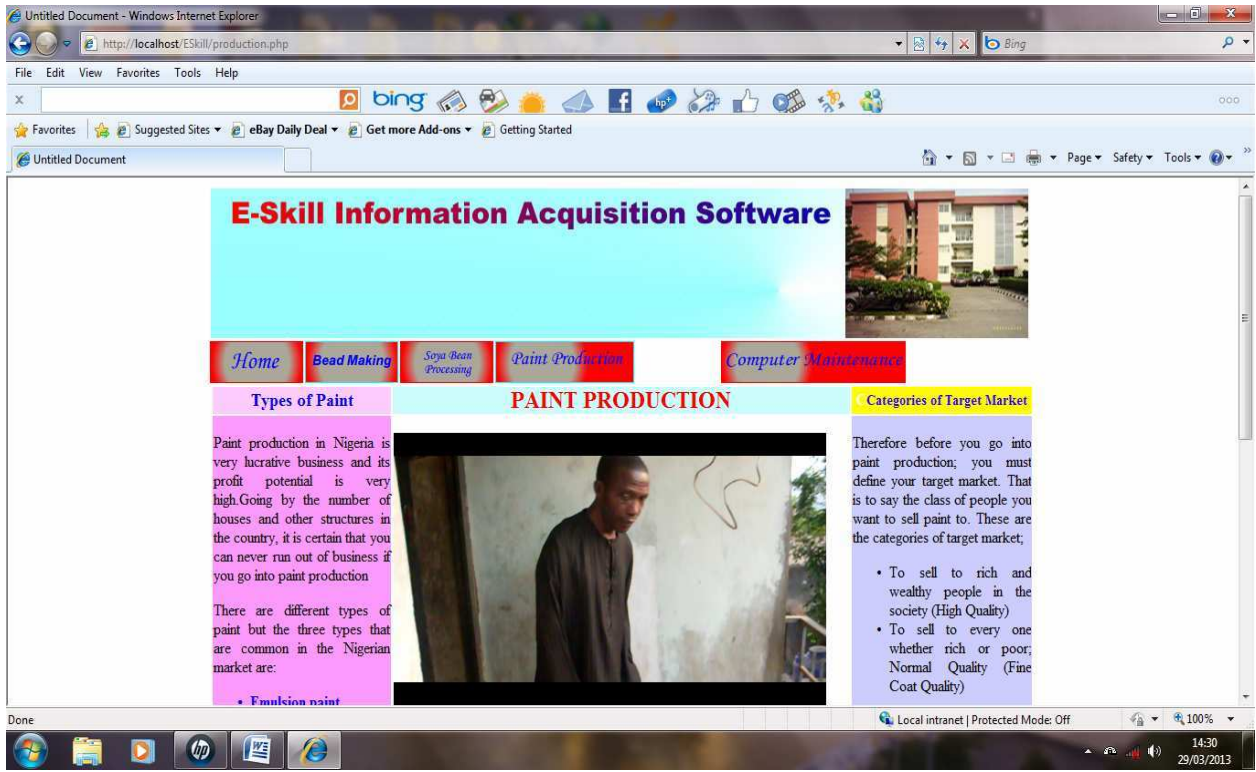 Untitled Document - Windows Internet Explorer
http://localhost/ESkill/production.php
Bing
File Edit View Favorites Tools Help
x bing hp
Favorites Suggested Sites eBay Daily Deal Get more Add-ons Getting Started
Untitled Document Page Safety Tools
E-Skill Information Acquisition Software
Home
Bead Making
Soya Bean
Processing
Paint Production
Computer Maintenance
Types of Paint
Paint production in Nigeria is
very lucrative business and its
profit potential is very
high.Going by the number of
houses and other structures in
the country, it is certain that you
can never run out of business if
you go into paint production
There are different types of
paint but the three types that
are common in the Nigerian
market are:
• Emulsion paint
PAINT PRODUCTION
Categories of Target Market
Therefore before you go into
paint production; you must
define your target market. That
is to say the class of people you
want to sell paint to. These are
the categories of target market;
• To sell to rich and
wealthy people in the
society (High Quality)
• To sell to every one
whether rich or poor;
Normal Quality (Fine
Coat Quality)
Done Local intranet | Protected Mode: Off 100%
hp 14:30
29/03/2013